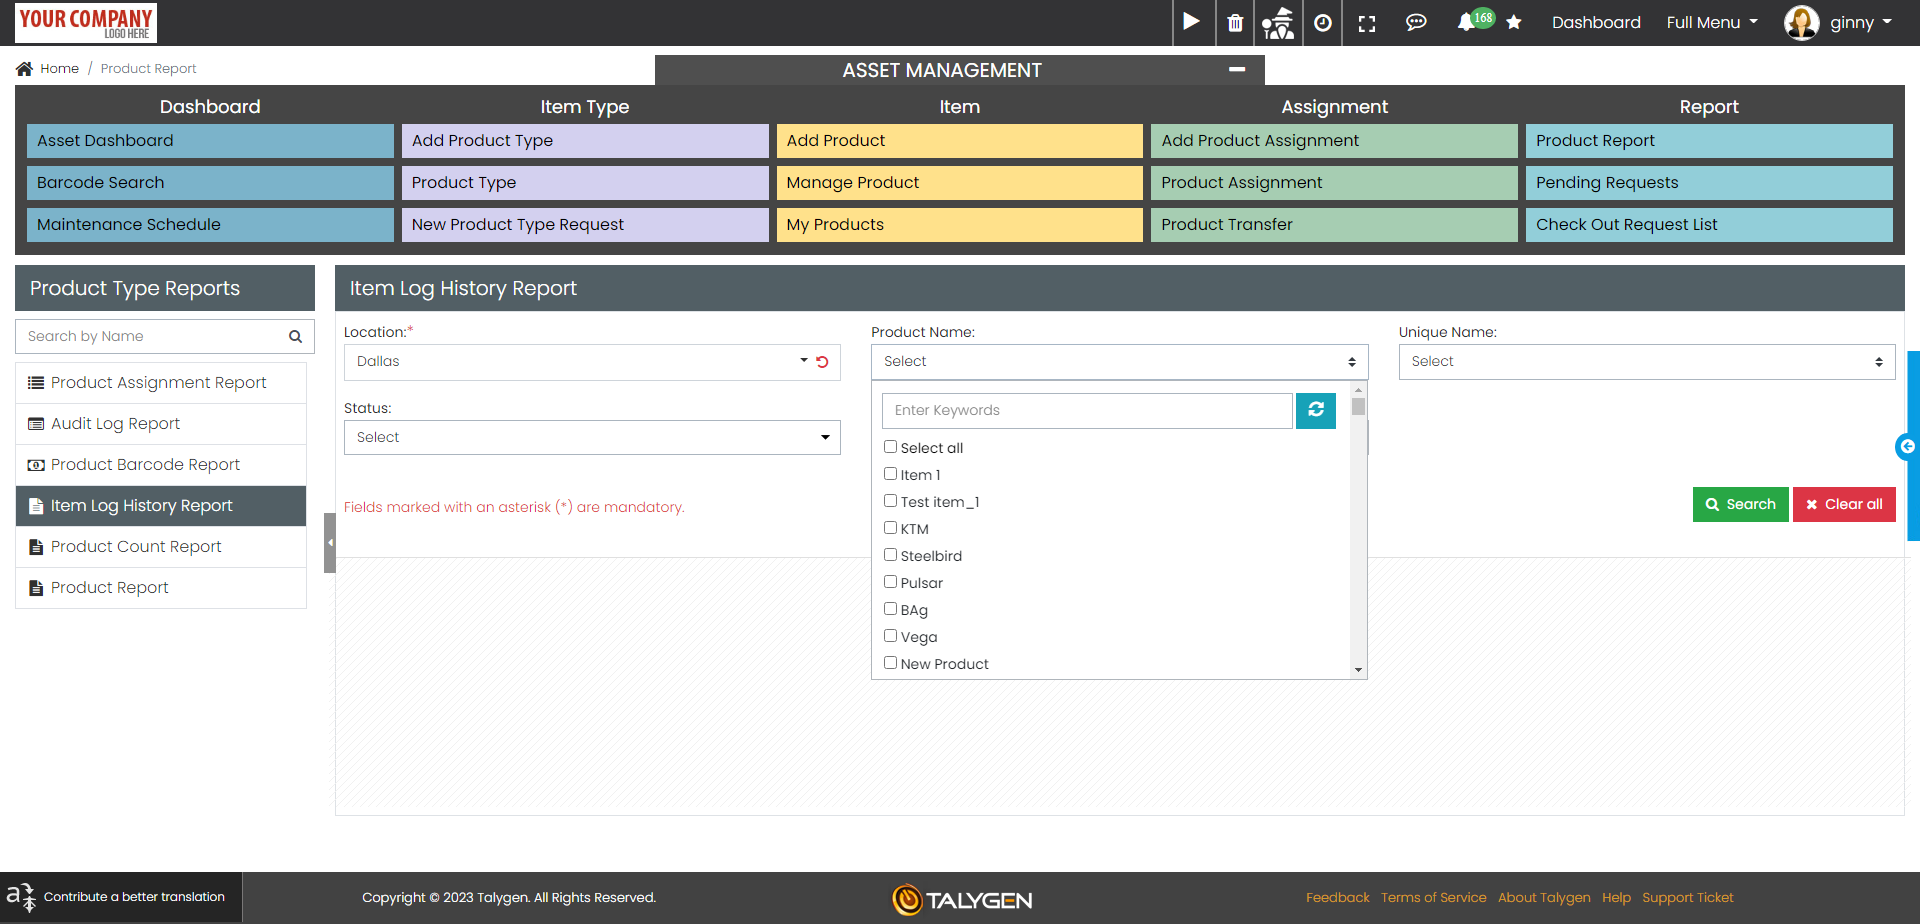 YOUR COMPANY
LOGO HERE
168
Dashboard
Full Menu
ginny
Home / Product Report
ASSET MANAGEMENT
Dashboard
Item Type
Item
Assignment
Report
Asset Dashboard
Add Product Type
Add Product
Add Product Assignment
Product Report
Barcode Search
Product Type
Manage Product
Product Assignment
Pending Requests
Maintenance Schedule
New Product Type Request
My Products
Product Transfer
Check Out Request List
Product Type Reports
Search by Name
Product Assignment Report
Audit Log Report
Product Barcode Report
Item Log History Report
Product Count Report
Product Report
Item Log History Report
Location:*
Dallas
Product Name:
Select
Unique Name:
Select
Status:
Select
Enter Keywords
Select all
Item 1
Test item_1
KTM
Steelbird
Pulsar
BAg
Vega
New Product
Fields marked with an asterisk (*) are mandatory.
Search
Clear all
Contribute a better translation
Copyright © 2023 Talygen. All Rights Reserved.
TALYGEN
Feedback
Terms of Service
About Talygen
Help
Support Ticket